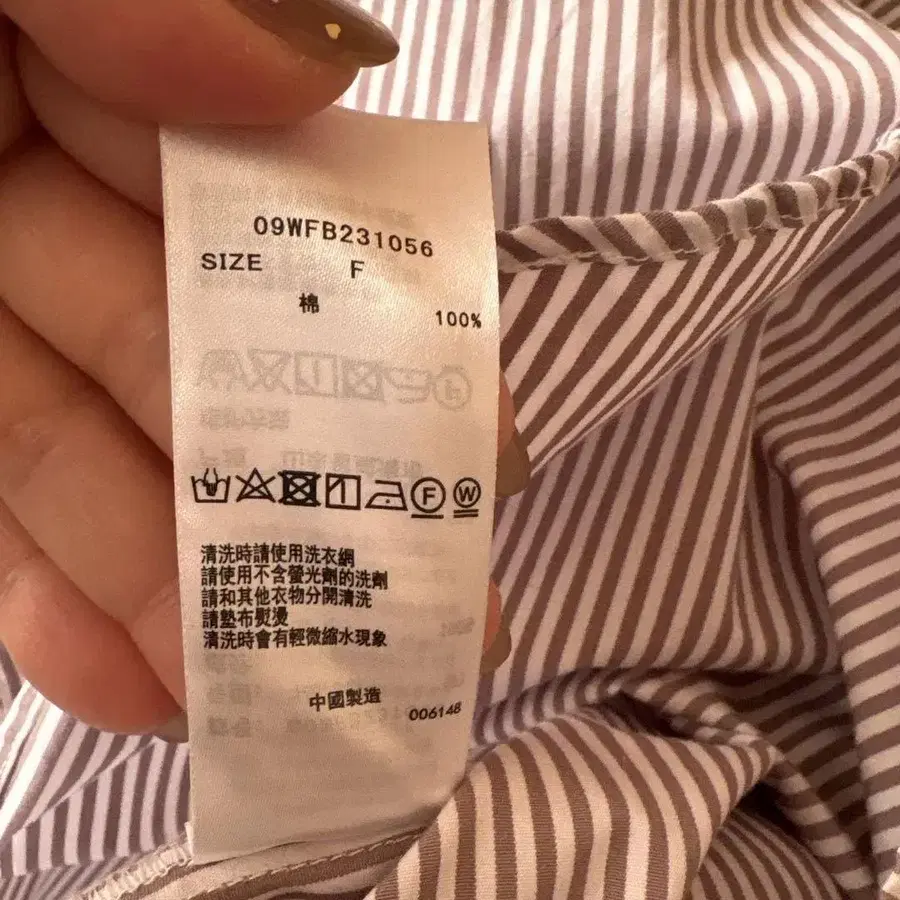 09WFB231056
SIZE F
棉 100%
F W
清洗時請使用洗衣網
請使用不含螢光劑的洗劑
請和其他衣物分開清洗
請墊布熨燙
清洗時會有輕微縮水現象
中國製造 006148